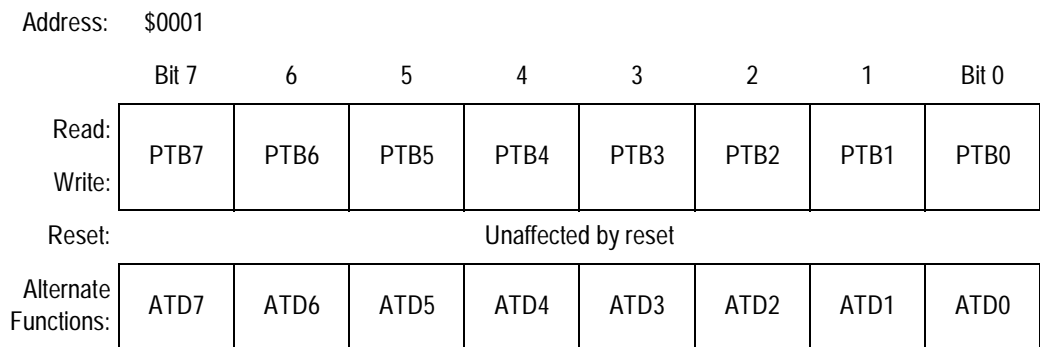 Address: $0001
Bit 7 6 5 4 3 2 1 Bit 0
Read:
PTB7 PTB6 PTB5 PTB4 PTB3 PTB2 PTB1 PTB0
Write:
Reset: Unaffected by reset
Alternate
Functions:
ATD7 ATD6 ATD5 ATD4 ATD3 ATD2 ATD1 ATD0